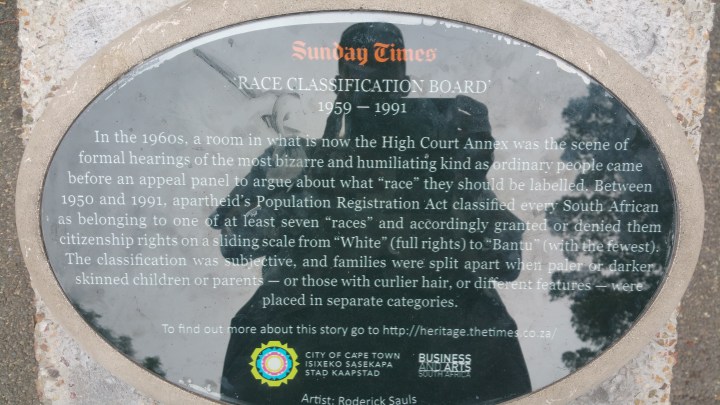 Sunday Times
'RACE CLASSIFICATION BOARD'
1959 — 1991
In the 1960s, a room in what is now the High Court Annex was the scene of
formal hearings of the most bizarre and humiliating kind as ordinary people came
before an appeal panel to argue about what “race” they should be labelled. Between
1950 and 1991, apartheid's Population Registration Act classified every South African
as belonging to one of at least seven “races” and accordingly granted or denied them
citizenship rights on a sliding scale from “White” (full rights) to “Bantu” (with the fewest).
The classification was subjective, and families were split apart when paler or darker
skinned children or parents — or those with curlier hair, or different features — were
placed in separate categories.
To find out more about this story go to http://heritage.thetimes.co.za/
CITY OF CAPE TOWN
ISIXEKO SASEKAPA
STAD KAAPSTAD
BUSINESS
AND ARTS
SOUTH AFRICA
Artist: Roderick Sauls